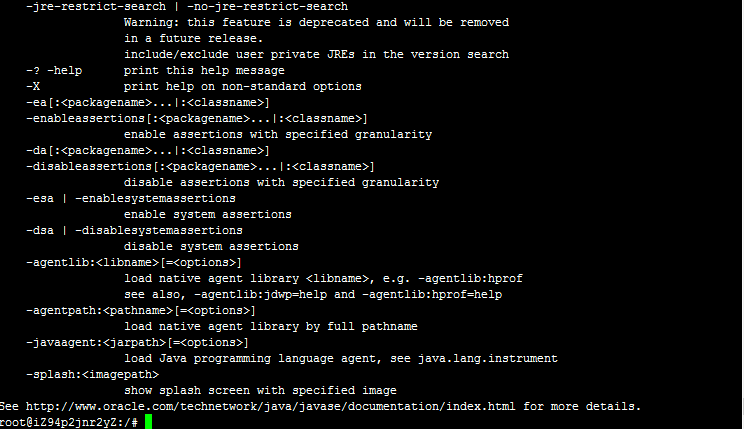 -jre-restrict-search | -no-jre-restrict-search
Warning: this feature is deprecated and will be removed
in a future release.
include/exclude user private JREs in the version search
-? -help      print this help message
-X            print help on non-standard options
-ea[:<packagename>...|:<classname>]
-enableassertions[:<packagename>...|:<classname>]
enable assertions with specified granularity
-da[:<packagename>...|:<classname>]
-disableassertions[:<packagename>...|:<classname>]
disable assertions with specified granularity
-esa | -enablesystemassertions
enable system assertions
-dsa | -disablesystemassertions
disable system assertions
-agentlib:<libname>[=<options>]
load native agent library <libname>, e.g. -agentlib:hprof
see also, -agentlib:jdwp=help and -agentlib:hprof=help
-agentpath:<pathname>[=<options>]
load native agent library by full pathname
-javaagent:<jarpath>[=<options>]
load Java programming language agent, see java.lang.instrument
-splash:<imagepath>
show splash screen with specified image
See http://www.oracle.com/technetwork/java/javase/documentation/index.html for more details.
root@iZ94p2jnr2yZ:/#